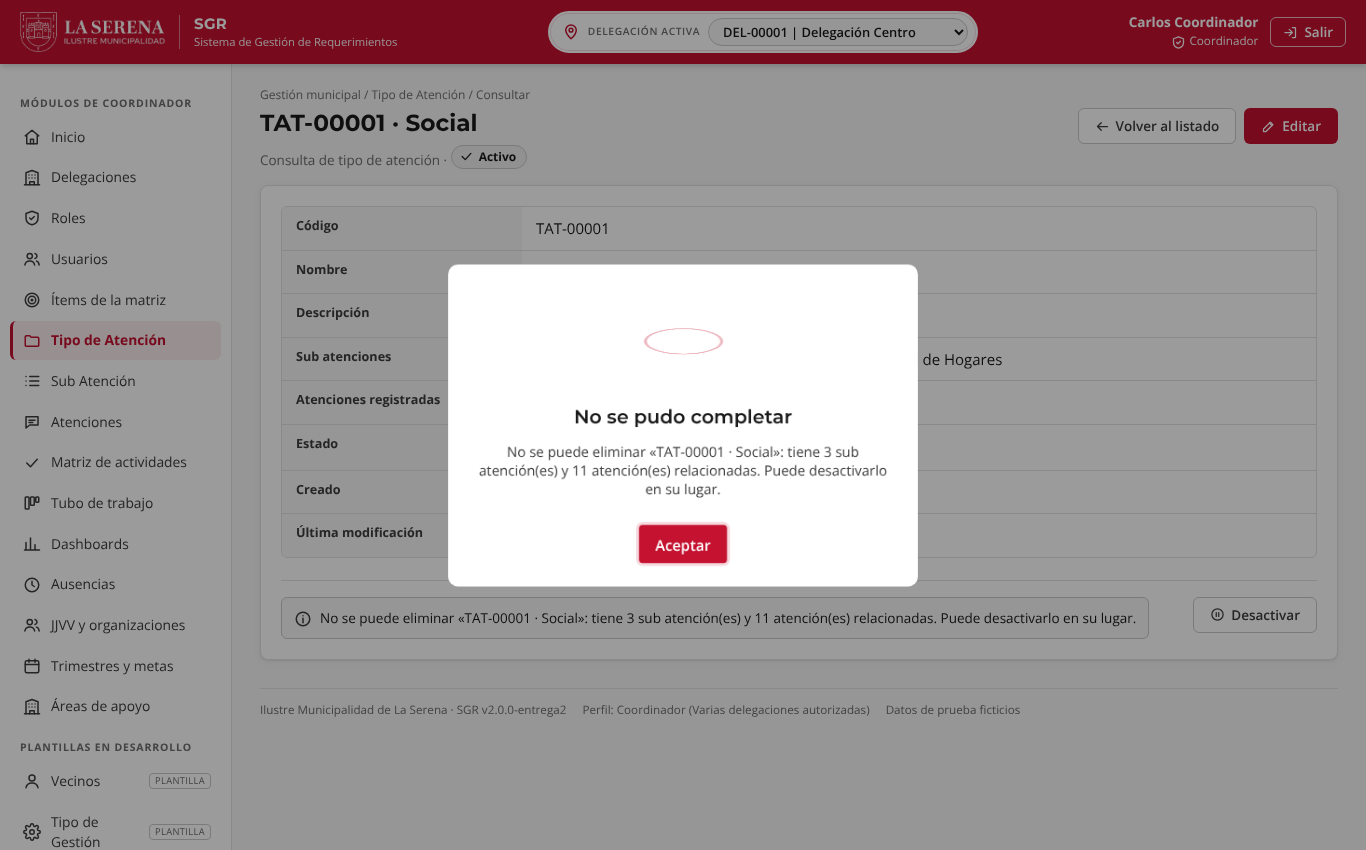 LA SERENA
ILUSTRE MUNICIPALIDAD
SGR
Sistema de Gestión de Requerimientos
DELEGACIÓN ACTIVA
DEL-00001 | Delegación Centro
Carlos Coordinador
Coordinador
Salir
MÓDULOS DE COORDINADOR
Inicio
Delegaciones
Roles
Usuarios
Ítems de la matriz
Tipo de Atención
Sub Atención
Atenciones
Matriz de actividades
Tubo de trabajo
Dashboards
Ausencias
JJVV y organizaciones
Trimestres y metas
Áreas de apoyo
PLANTILLAS EN DESARROLLO
Vecinos
PLANTILLA
Tipo de
Gestión
PLANTILLA
Gestión municipal / Tipo de Atención / Consultar
TAT-00001 · Social
Consulta de tipo de atención ·
Activo
Volver al listado
Editar
Código
TAT-00001
Nombre
Descripción
Sub atenciones
de Hogares
Atenciones registradas
Estado
Creado
Última modificación
No se pudo completar
No se puede eliminar «TAT-00001 · Social»: tiene 3 sub
atención(es) y 11 atención(es) relacionadas. Puede desactivarlo
en su lugar.
Aceptar
No se puede eliminar «TAT-00001 · Social»: tiene 3 sub atención(es) y 11 atención(es) relacionadas. Puede desactivarlo en su lugar.
Desactivar
Ilustre Municipalidad de La Serena · SGR v2.0.0-entrega2
Perfil: Coordinador (Varias delegaciones autorizadas)
Datos de prueba ficticios